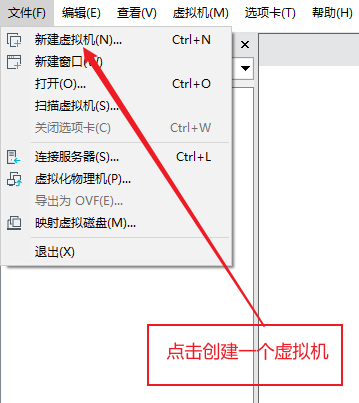 文件(F) 编辑(E) 查看(V) 虚拟机(M) 选项卡(T) 帮助(H)
新建虚拟机(N)... Ctrl+N
新建窗口(W)
打开(O)... Ctrl+O
扫描虚拟机(S)...
关闭选项卡(C) Ctrl+W
连接服务器(S)... Ctrl+L
虚拟化物理机(P)...
导出为 OVF(E)...
映射虚拟磁盘(M)...
退出(X)
点击创建一个虚拟机